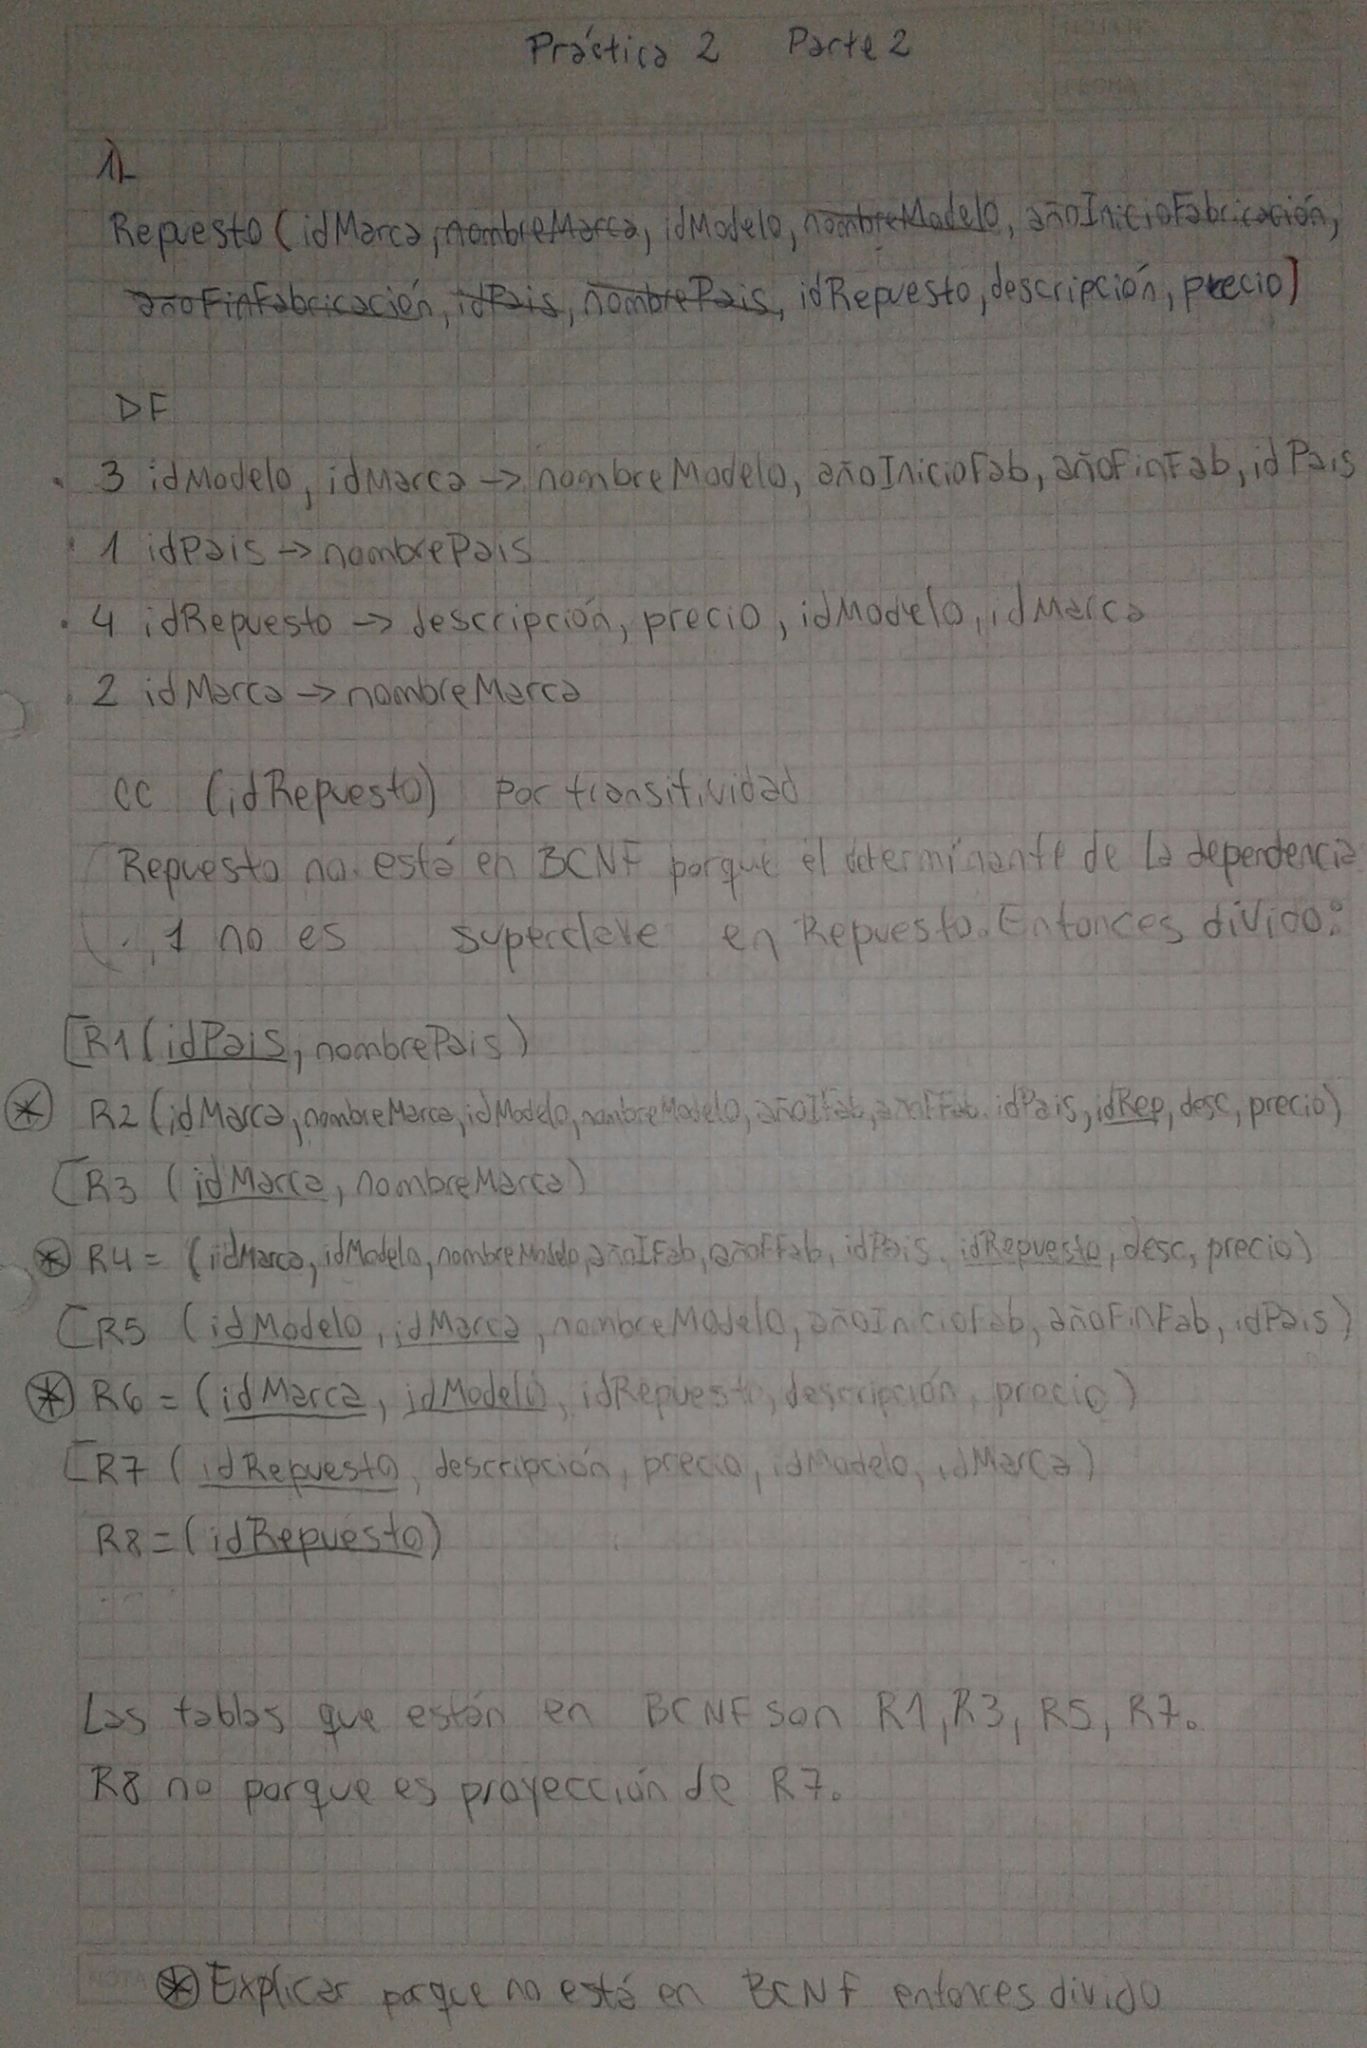 Práctica 2 Parte 2
1)
Repuesto (idMarca, nombreMarca, idModelo, nombreModelo, añoInicioFabricación,
añoFinFabricación, idPais, nombrePais, idRepuesto, descripción, precio)
DF
3 idModelo, idMarca → nombreModelo, añoInicioFab, añoFinFab, idPais
1 idPais → nombrePais
4 idRepuesto → descripción, precio, idModelo, idMarca
2 idMarca → nombreMarca
CC (idRepuesto) Por transitividad
Repuesto no está en BCNF porque el determinante de la dependencia
1 no es superclave en Repuesto. Entonces divido:
R1 (idPais, nombrePais)
* R2 (idMarca, nombreMarca, idModelo, nombreModelo, añoIFab, añoFFab, idPais, idRep, desc, precio)
R3 (idMarca, nombreMarca)
* R4 = (idMarca, idModelo, nombreModelo, añoIFab, añoFFab, idPais, idRepuesto, desc, precio)
R5 (idModelo, idMarca, nombreModelo, añoInicioFab, añoFinFab, idPais)
* R6 = (idMarca, idModelo, idRepuesto, descripción, precio)
R7 (idRepuesto, descripción, precio, idModelo, idMarca)
R8 = (idRepuesto)
Las tablas que están en BCNF son R1, R3, R5, R7.
R8 no porque es proyección de R7.
NOTA
* Explicar porque no está en BCNF entonces divido